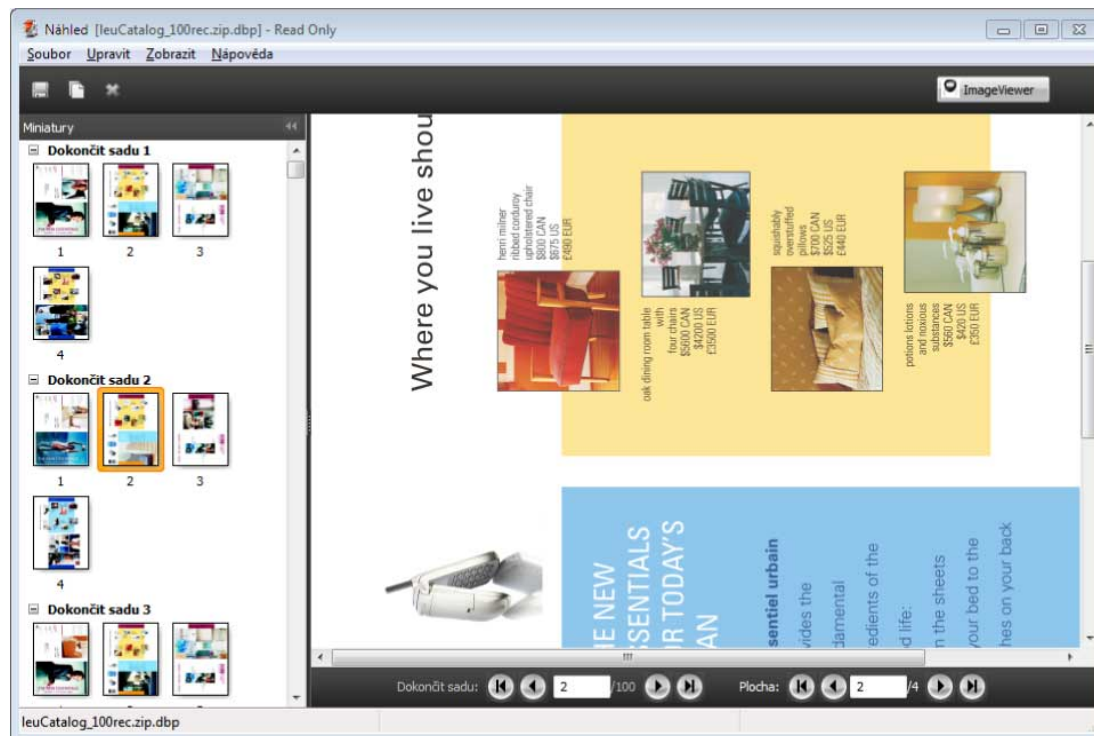 Náhled [leuCatalog_100rec.zip.dbp] - Read Only
Soubor Upravit Zobrazit Nápověda
ImageViewer
Miniatury
Dokončit sadu 1
1 2 3
4
Dokončit sadu 2
1 2 3
4
Dokončit sadu 3
Where you live shou
henri milner
ribbed corduroy
upholstered chair
$800 CAN
$675 US
£490 EUR
oak dining room table
with
four chairs
$5600 CAN
$4200 US
£3500 EUR
squishably
overstuffed
pillows
$700 CAN
$525 US
£440 EUR
potions lotions
and noxious
substances
$560 CAN
$420 US
£350 EUR
HE NEW
SSENTIALS
OR TODAY'S
AN
sentiel urbain
vides the
damental
edients of the
d life:
n the sheets
your bed to the
hes on your back
Dokončit sadu: 2 /100 Plocha: 2 /4
leuCatalog_100rec.zip.dbp